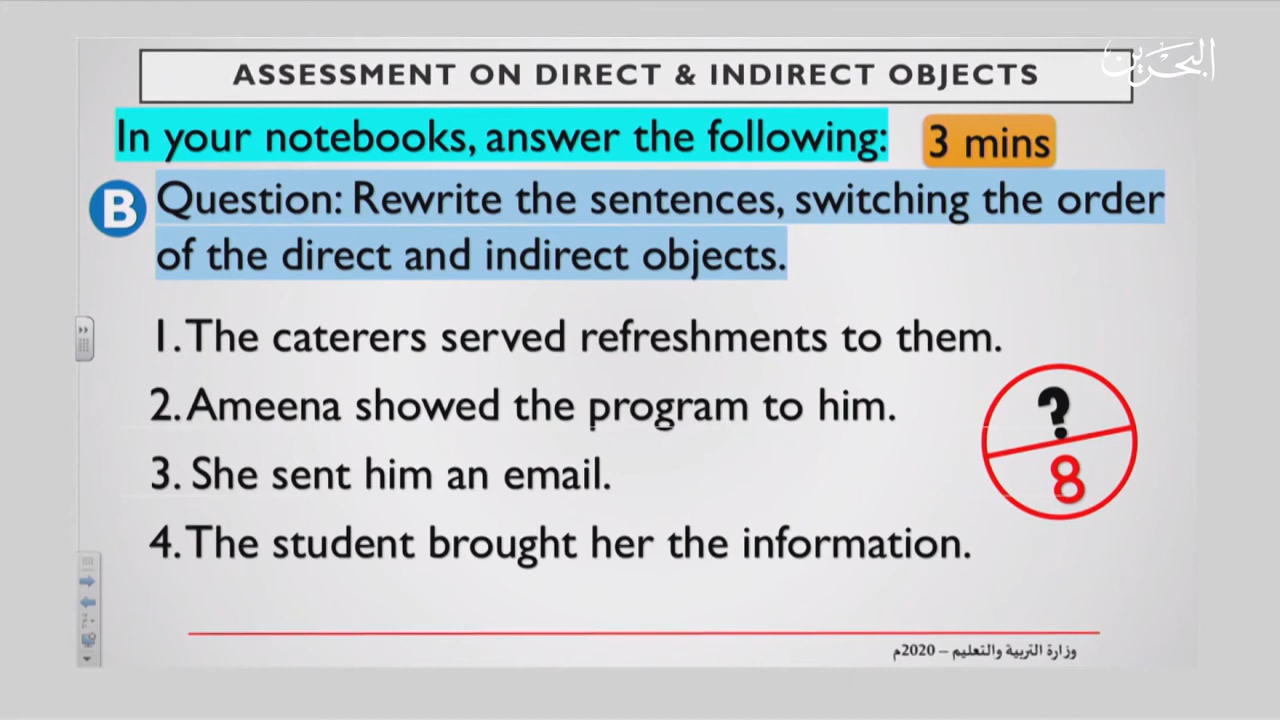 البحرين
ASSESSMENT ON DIRECT & INDIRECT OBJECTS
In your notebooks, answer the following:
3 mins
B
Question: Rewrite the sentences, switching the order
of the direct and indirect objects.
1. The caterers served refreshments to them.
2. Ameena showed the program to him.
3. She sent him an email.
4. The student brought her the information.
?
8
وزارة التربية والتعليم – 2020م